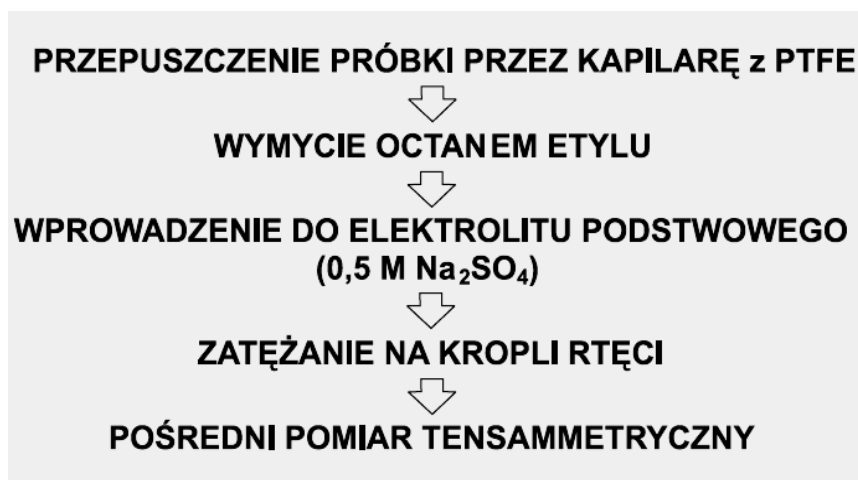 PRZEPUSZCZENIE PRÓBKI PRZEZ KAPILARĘ z PTFE
WYMYCIE OCTANEM ETYLU
WPROWADZENIE DO ELEKTROLITU PODSTWOWEGO
(0,5 M Na₂SO₄)
ZATĘŻANIE NA KROPLI RTĘCI
POŚREDNI POMIAR TENSAMMETRYCZNY